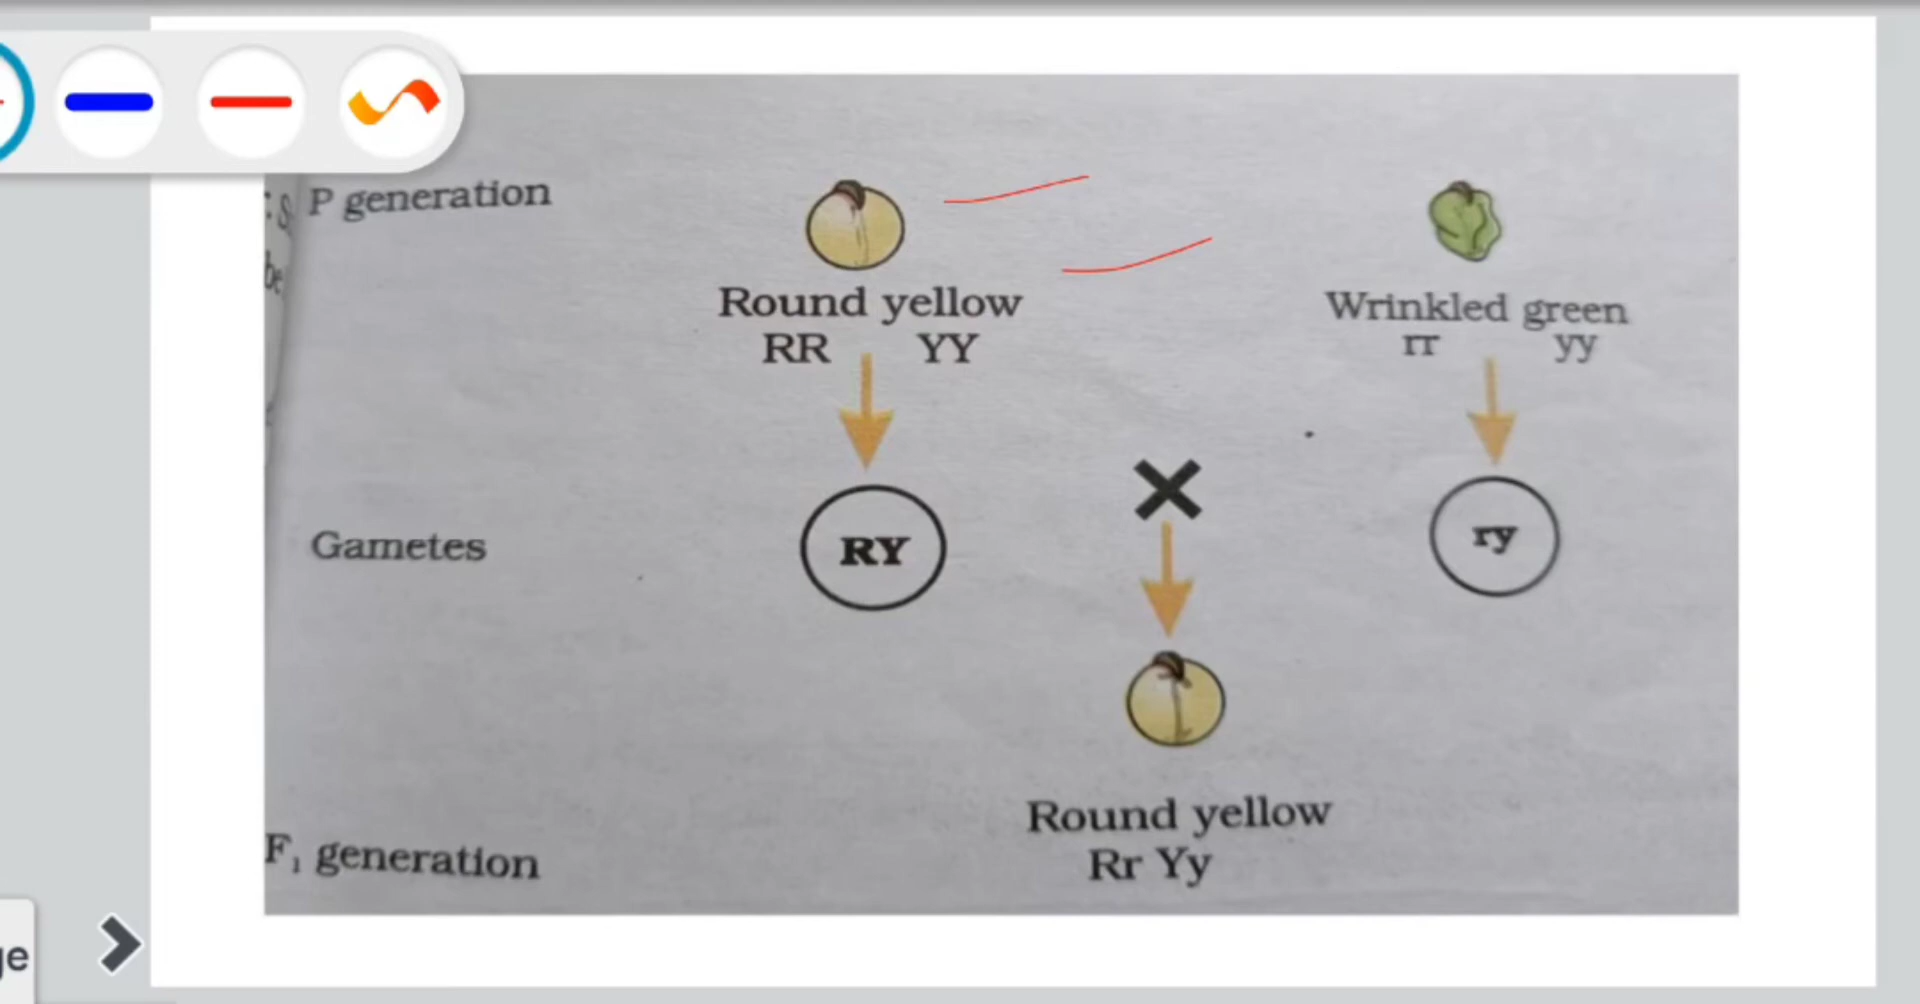 P generation
Round yellow
RR YY
Wrinkled green
rr yy
Gametes
RY
ry
Round yellow
Rr Yy
F₁ generation